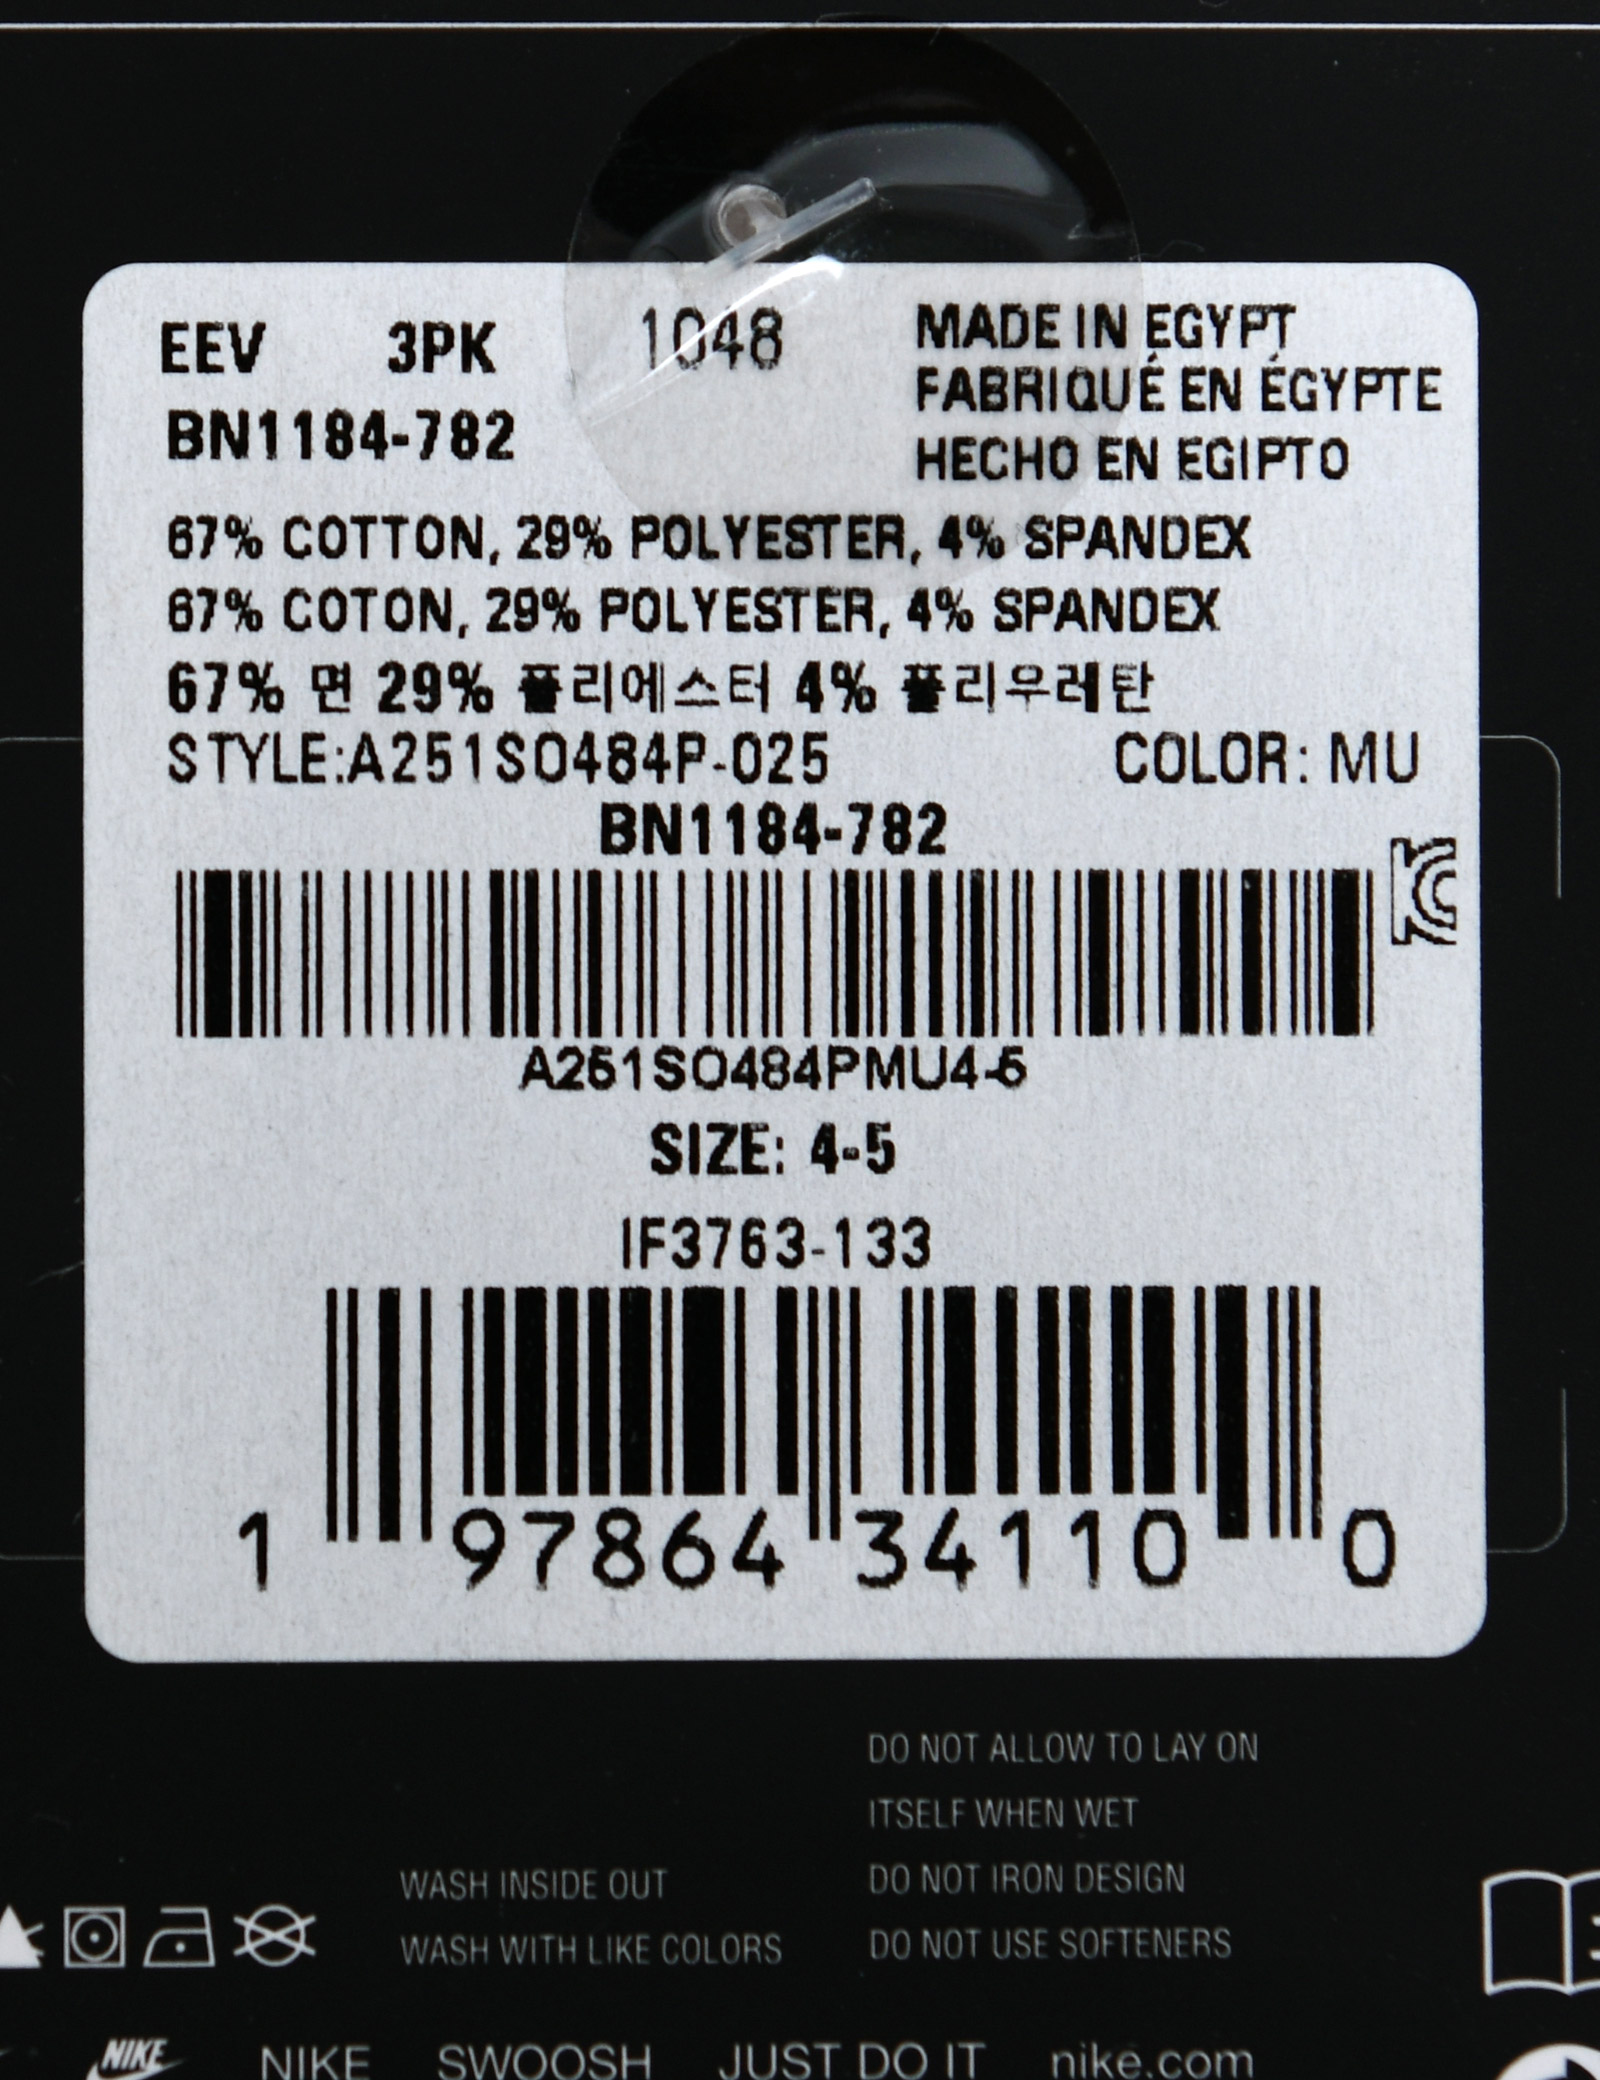 EEV 3PK 1048
MADE IN EGYPT
FABRIQUÉ EN ÉGYPTE
HECHO EN EGIPTO
BN1184-782
67% COTTON, 29% POLYESTER, 4% SPANDEX
67% COTON, 29% POLYESTER, 4% SPANDEX
67% 면 29% 폴리에스터 4% 폴리우레탄
STYLE:A251SO484P-025 COLOR: MU
BN1184-782
A251SO484PMU4-5
SIZE: 4-5
IF3763-133
1 97864 34110 0
DO NOT ALLOW TO LAY ON
ITSELF WHEN WET
WASH INSIDE OUT
DO NOT IRON DESIGN
WASH WITH LIKE COLORS
DO NOT USE SOFTENERS
NIKE NIKE SWOOSH JUST DO IT nike.com